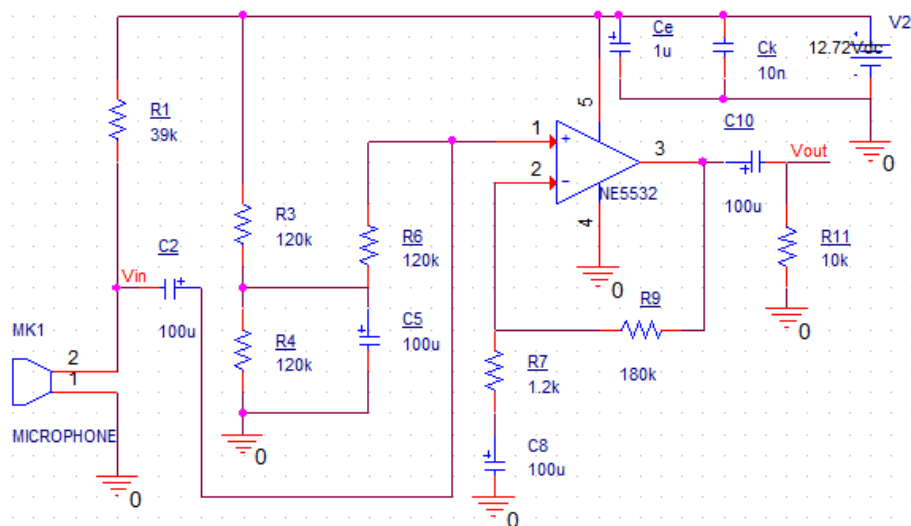 V2
Ce
1u
Ck
10n
12.72Vdc
R1
39k
5
C10
1
+
2
−
3
Vout
NE5532
100u
4
0
0
R3
120k
R6
120k
R11
10k
C2
Vin
100u
0
0
R9
180k
C5
100u
R4
120k
R7
1.2k
MK1
2
1
MICROPHONE
0
C8
100u
0
0